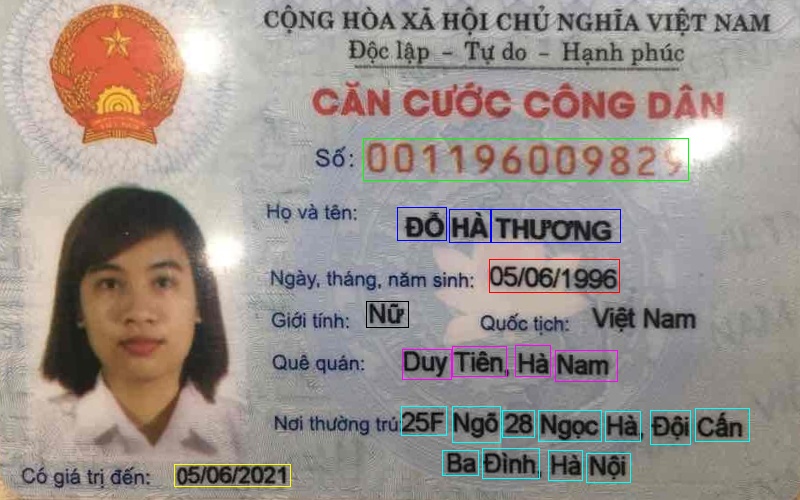 CỘNG HÒA XÃ HỘI CHỦ NGHĨA VIỆT NAM
Độc lập - Tự do - Hạnh phúc
CĂN CƯỚC CÔNG DÂN
Số: 001196009829
Họ và tên: ĐỖ HÀ THƯƠNG
Ngày, tháng, năm sinh: 05/06/1996
Giới tính: Nữ Quốc tịch: Việt Nam
Quê quán: Duy Tiên, Hà Nam
Nơi thường trú: 25F Ngõ 28 Ngọc Hà, Đội Cấn
Ba Đình, Hà Nội
Có giá trị đến: 05/06/2021